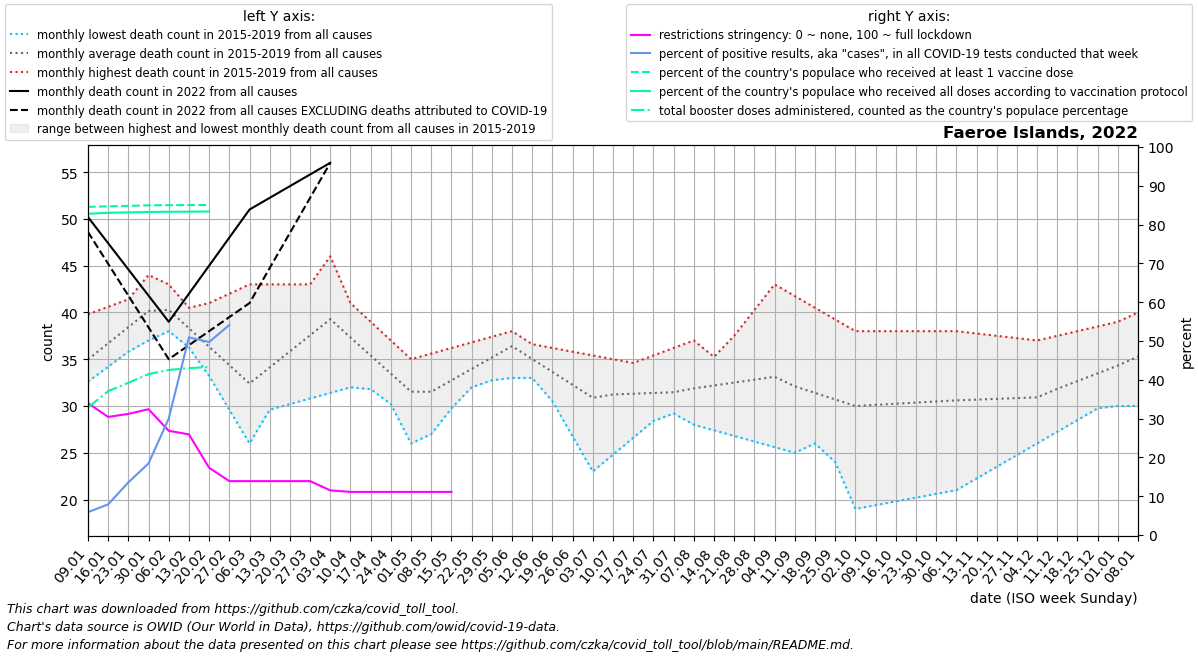 left Y axis:
monthly lowest death count in 2015-2019 from all causes
monthly average death count in 2015-2019 from all causes
monthly highest death count in 2015-2019 from all causes
monthly death count in 2022 from all causes
monthly death count in 2022 from all causes EXCLUDING deaths attributed to COVID-19
range between highest and lowest monthly death count from all causes in 2015-2019
right Y axis:
restrictions stringency: 0 ~ none, 100 ~ full lockdown
percent of positive results, aka "cases", in all COVID-19 tests conducted that week
percent of the country's populace who received at least 1 vaccine dose
percent of the country's populace who received all doses according to vaccination protocol
total booster doses administered, counted as the country's populace percentage
Faeroe Islands, 2022
55
50
45
40
35
30
25
20
count
100
90
80
70
60
50
40
30
20
10
0
percent
09.01 16.01 23.01 30.01 06.02 13.02 20.02 27.02 06.03 13.03 20.03 27.03 03.04 10.04 17.04 24.04 01.05 08.05 15.05 22.05 29.05 05.06 12.06 19.06 26.06 03.07 10.07 17.07 24.07 31.07 07.08 14.08 21.08 28.08 04.09 11.09 18.09 25.09 02.10 09.10 16.10 23.10 30.10 06.11 13.11 20.11 27.11 04.12 11.12 18.12 25.12 01.01 08.01
date (ISO week Sunday)
This chart was downloaded from https://github.com/czka/covid_toll_tool.
Chart's data source is OWID (Our World in Data), https://github.com/owid/covid-19-data.
For more information about the data presented on this chart please see https://github.com/czka/covid_toll_tool/blob/main/README.md.